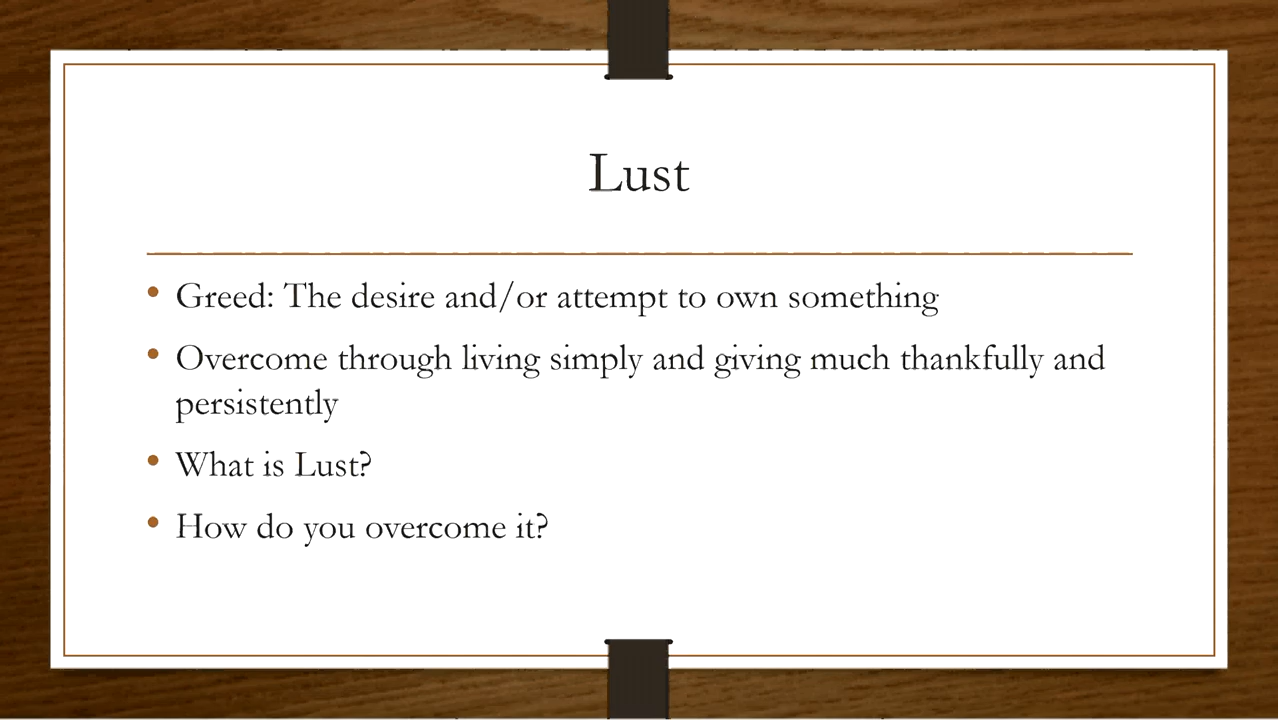 Lust
• Greed: The desire and/or attempt to own something
• Overcome through living simply and giving much thankfully and
persistently
• What is Lust?
• How do you overcome it?